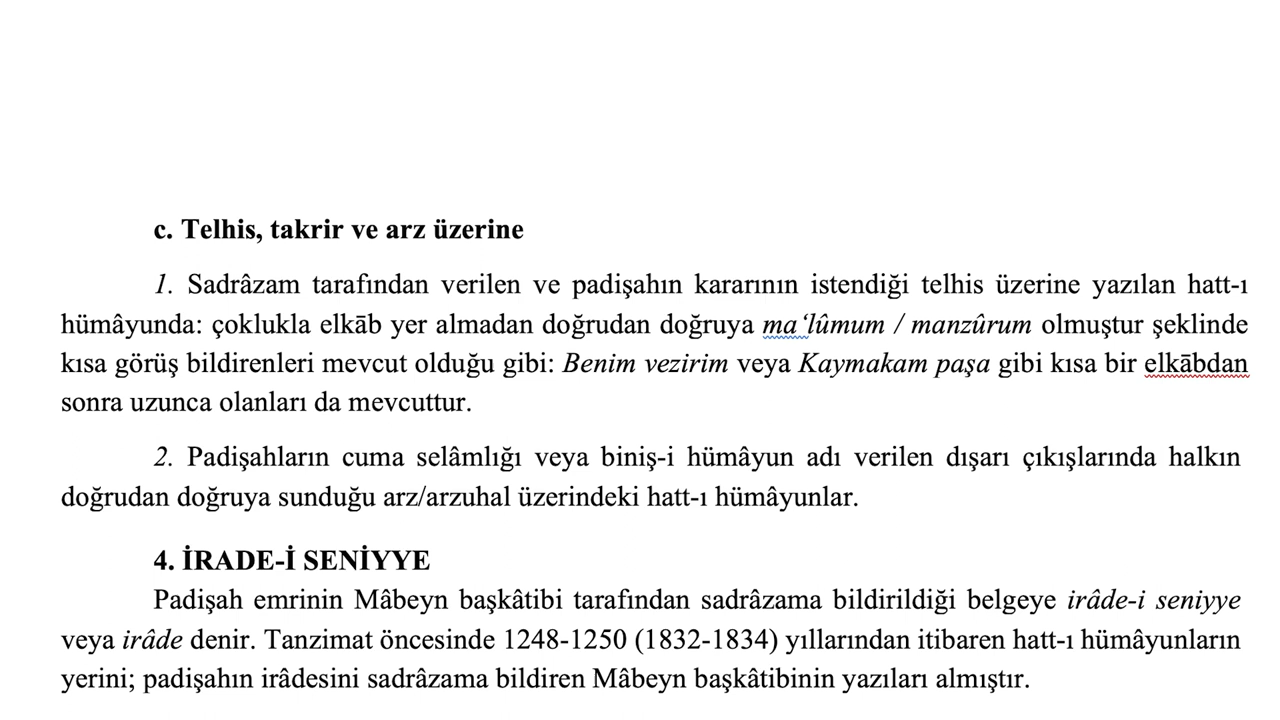 c. Telhis, takrir ve arz üzerine
1. Sadrâzam tarafından verilen ve padişahın kararının istendiği telhis üzerine yazılan hatt-ı
hümâyunda: çoklukla elkāb yer almadan doğrudan doğruya ma‘lûmum / manzûrum olmuştur şeklinde
kısa görüş bildirenleri mevcut olduğu gibi: Benim vezirim veya Kaymakam paşa gibi kısa bir elkābdan
sonra uzunca olanları da mevcuttur.
2. Padişahların cuma selâmlığı veya biniş-i hümâyun adı verilen dışarı çıkışlarında halkın
doğrudan doğruya sunduğu arz/arzuhal üzerindeki hatt-ı hümâyunlar.
4. İRADE-İ SENİYYE
Padişah emrinin Mâbeyn başkâtibi tarafından sadrâzama bildirildiği belgeye irâde-i seniyye
veya irâde denir. Tanzimat öncesinde 1248-1250 (1832-1834) yıllarından itibaren hatt-ı hümâyunların
yerini; padişahın irâdesini sadrâzama bildiren Mâbeyn başkâtibinin yazıları almıştır.